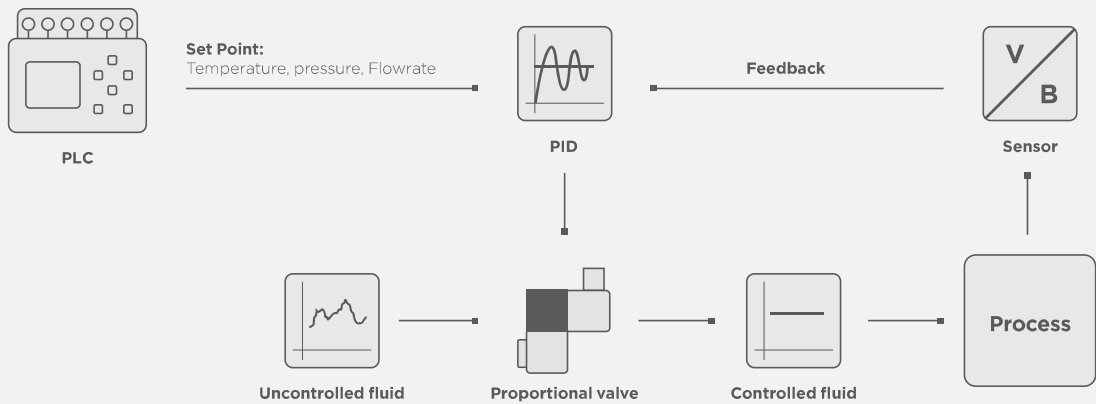 Set Point:
Temperature, pressure, Flowrate
Feedback
V
B
PLC
PID
Sensor
Process
Uncontrolled fluid
Proportional valve
Controlled fluid